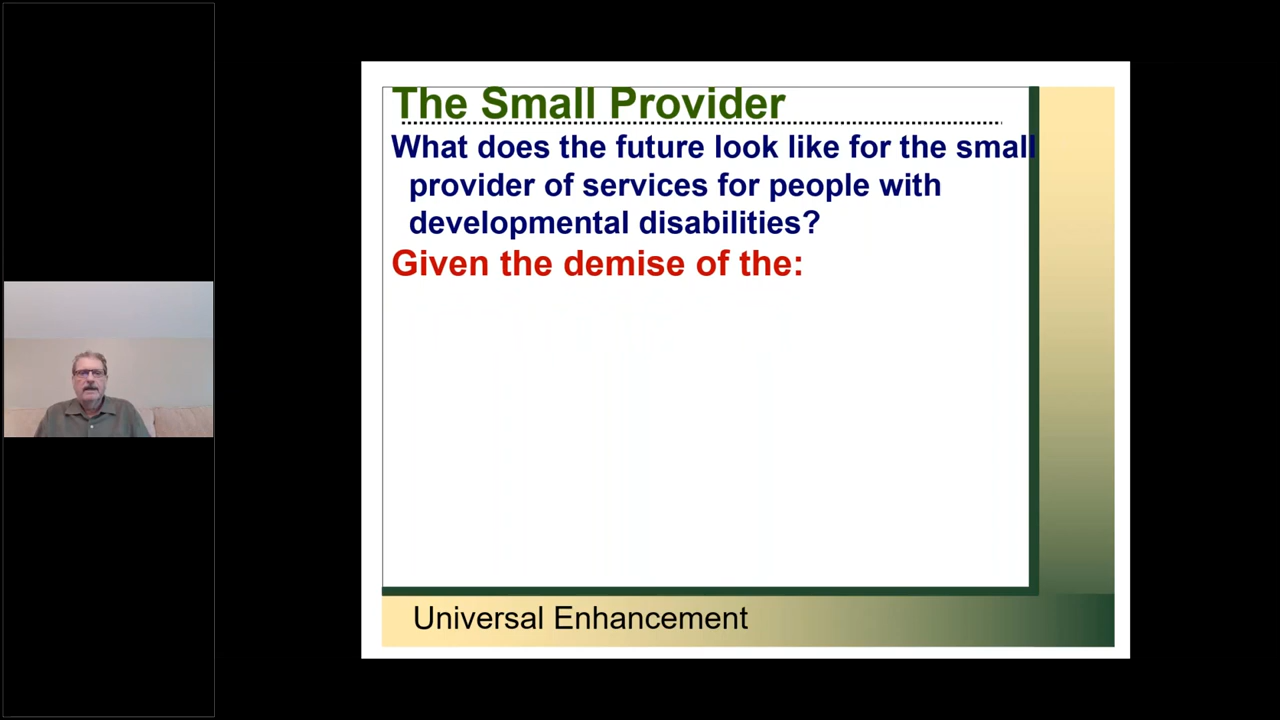 The Small Provider
What does the future look like for the small
provider of services for people with
developmental disabilities?
Given the demise of the:
Universal Enhancement